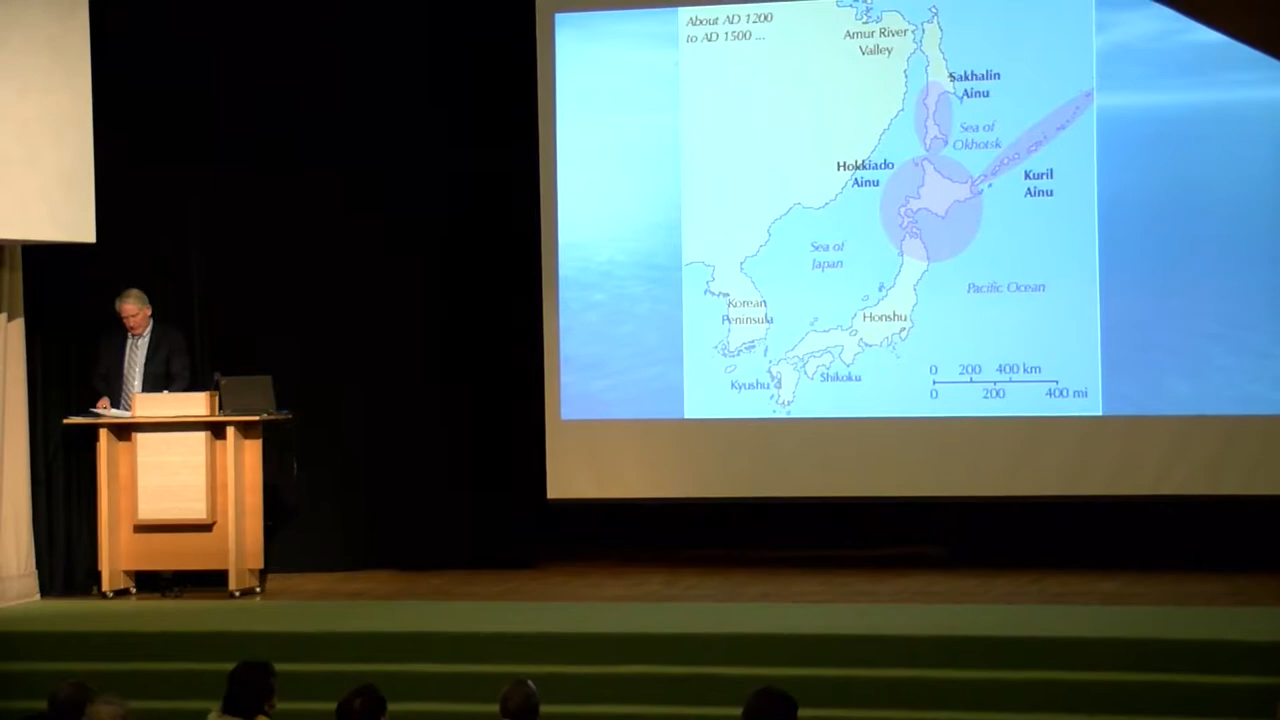 About AD 1200
to AD 1500 ...
Amur River
Valley
Sakhalin
Ainu
Sea of
Okhotsk
Hokkiado
Ainu
Kuril
Ainu
Sea of
Japan
Pacific Ocean
Korean
Peninsula
Honshu
Kyushu
Shikoku
0 200 400 km
0 200 400 mi